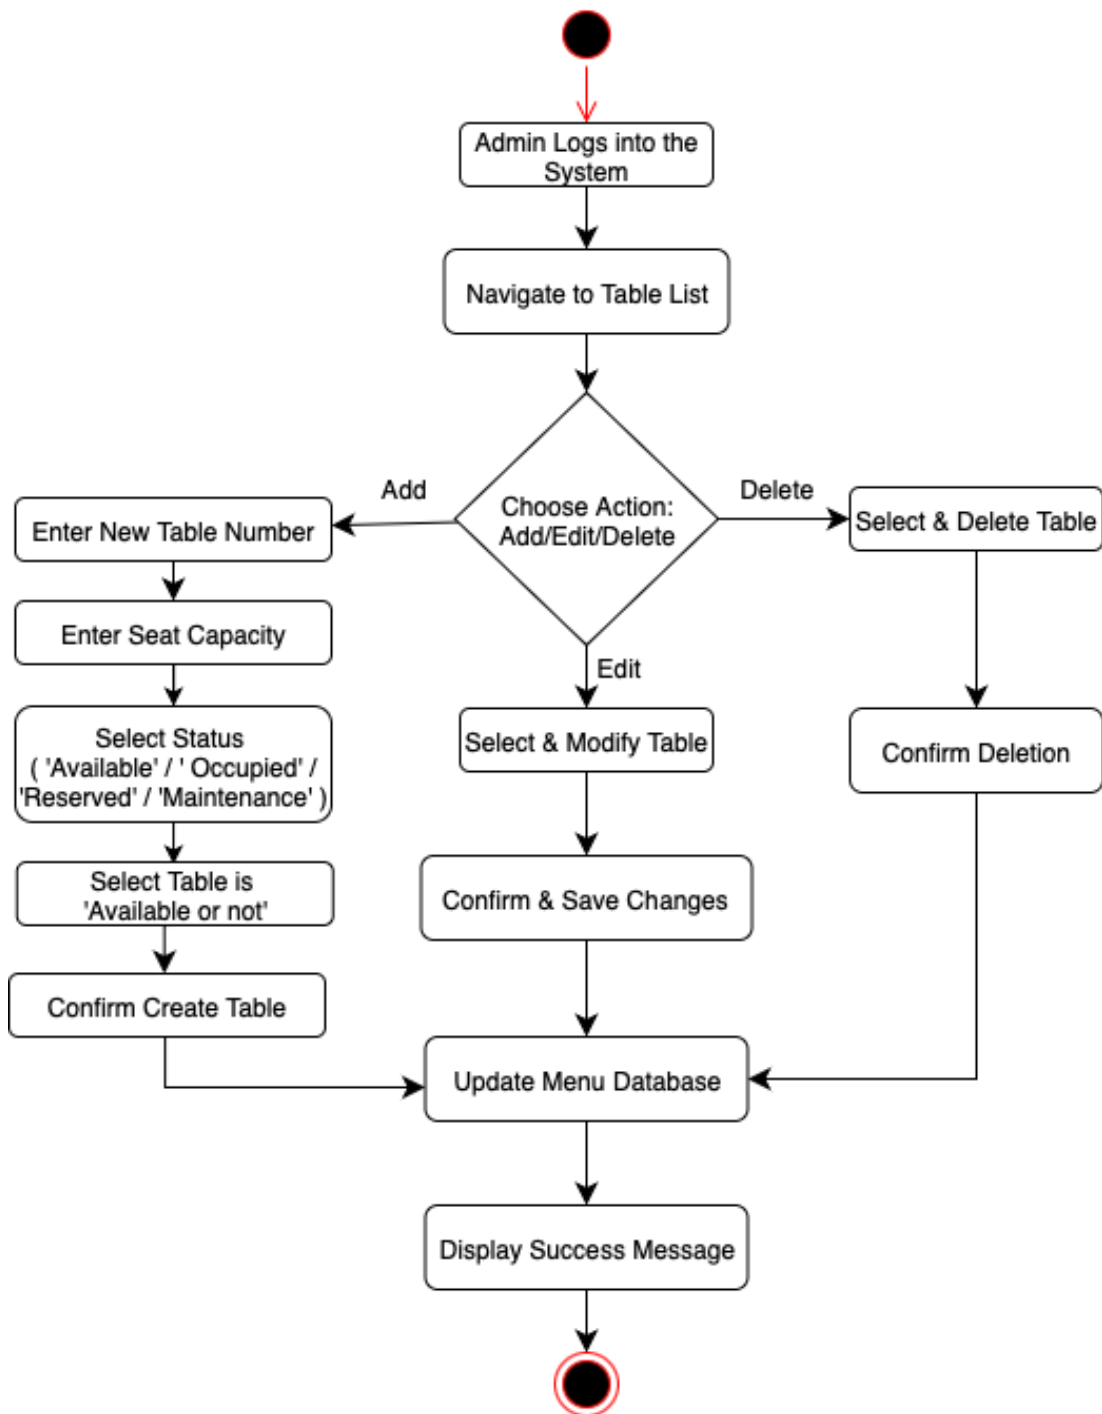 Admin Logs into the
System
Navigate to Table List
Choose Action:
Add/Edit/Delete
Add
Enter New Table Number
Enter Seat Capacity
Select Status
( 'Available' / ' Occupied' /
'Reserved' / 'Maintenance' )
Select Table is
'Available or not'
Confirm Create Table
Edit
Select & Modify Table
Confirm & Save Changes
Delete
Select & Delete Table
Confirm Deletion
Update Menu Database
Display Success Message